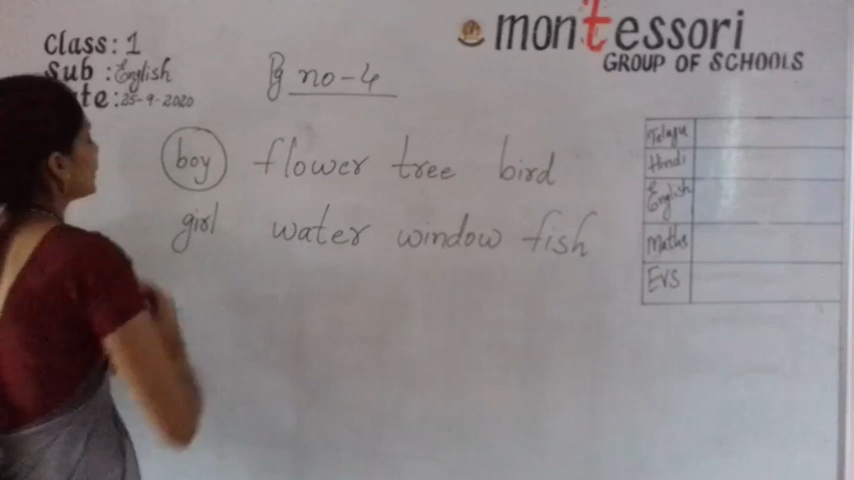 Class: 1
Sub : English
te: 25-9-2020
Pg no-4
montessori
GROUP OF SCHOOLS
boy flower tree bird
girl water window fish
Telugu
Hindi
English
Maths
EVS